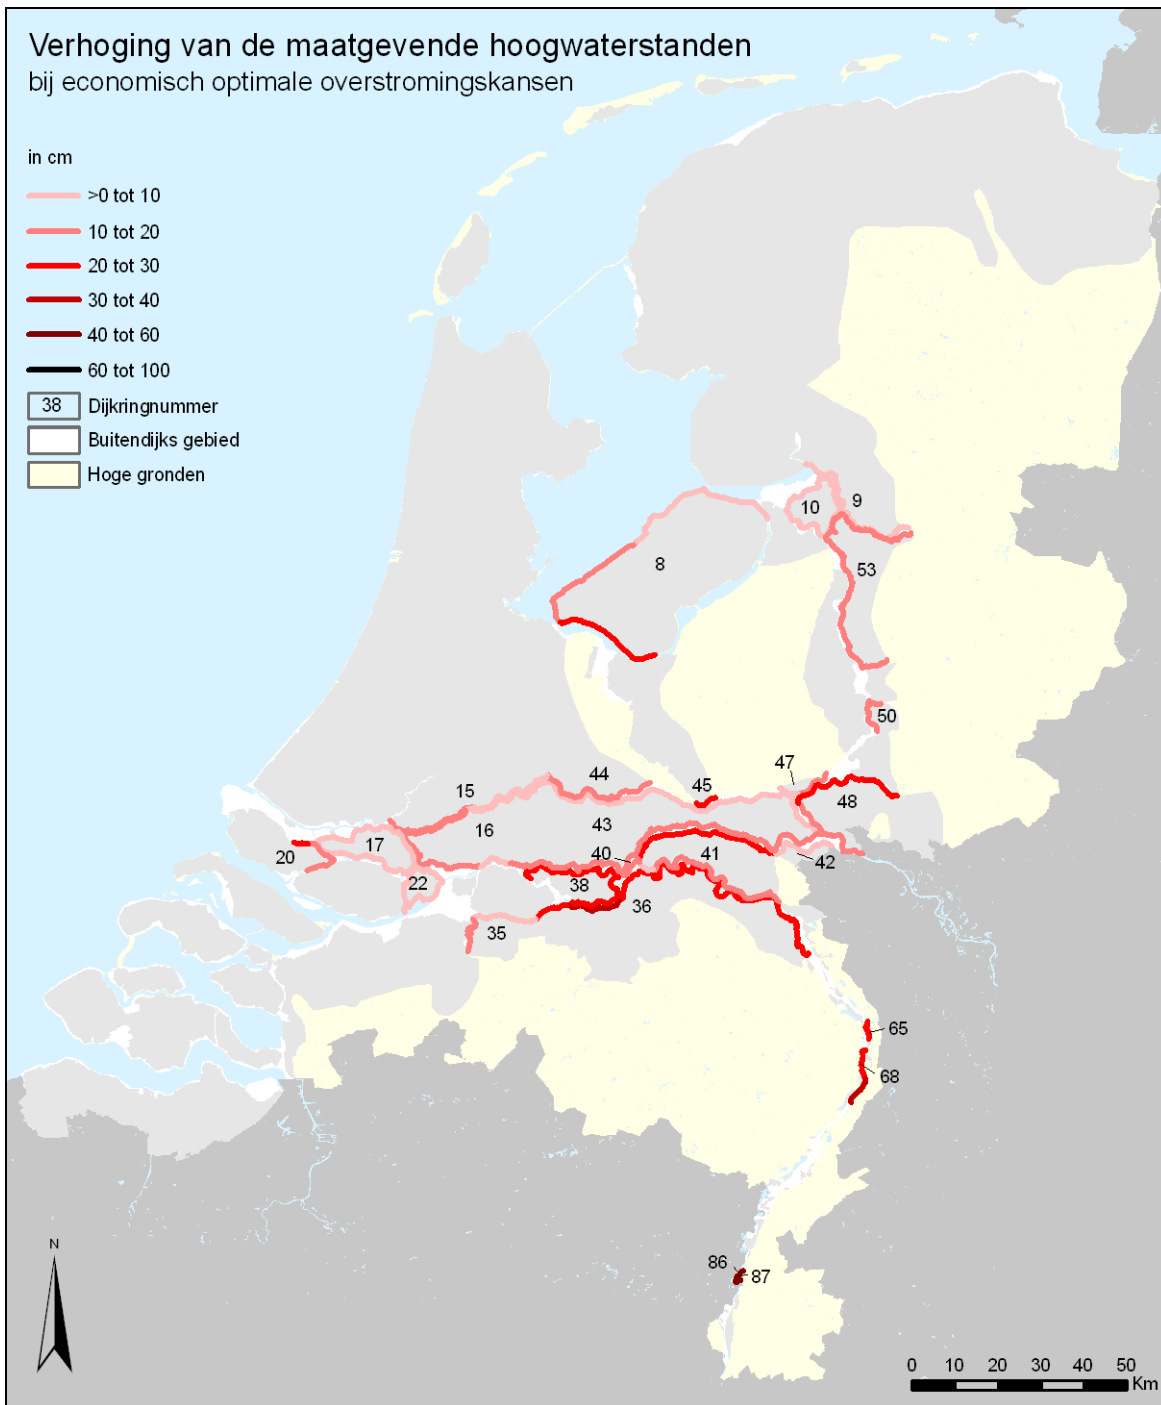 Verhoging van de maatgevende hoogwaterstanden
bij economisch optimale overstromingskansen
in cm
>0 tot 10
10 tot 20
20 tot 30
30 tot 40
40 tot 60
60 tot 100
38 Dijkringnummer
Buitendijks gebied
Hoge gronden
9
10
8
53
50
47
44
45
15
48
16
43
17
40
41
42
20
22
38
36
35
65
68
86
87
N
0 10 20 30 40 50
Km